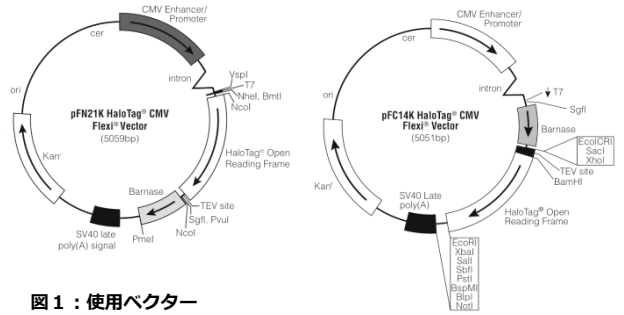 CMV Enhancer/
Promoter
cer
intron
VspI
T7
NheI, BmtI
NcoI
ori
pFN21K HaloTag® CMV
Flexi® Vector
(5059bp)
Kanʳ
HaloTag® Open
Reading Frame
Barnase
TEV site
SgfI, PvuI
NcoI
PmeI
SV40 late
poly(A) signal
CMV Enhancer/
Promoter
cer
intron
T7
SgfI
ori
pFC14K HaloTag® CMV
Flexi® Vector
(5051bp)
Barnase
EcoICRI
SacI
XhoI
TEV site
BamHI
Kanʳ
SV40 Late
poly(A)
HaloTag® Open
Reading Frame
EcoRI
XbaI
SalI
SbfI
PstI
BspMI
BlpI
NotI
図1：使用ベクター